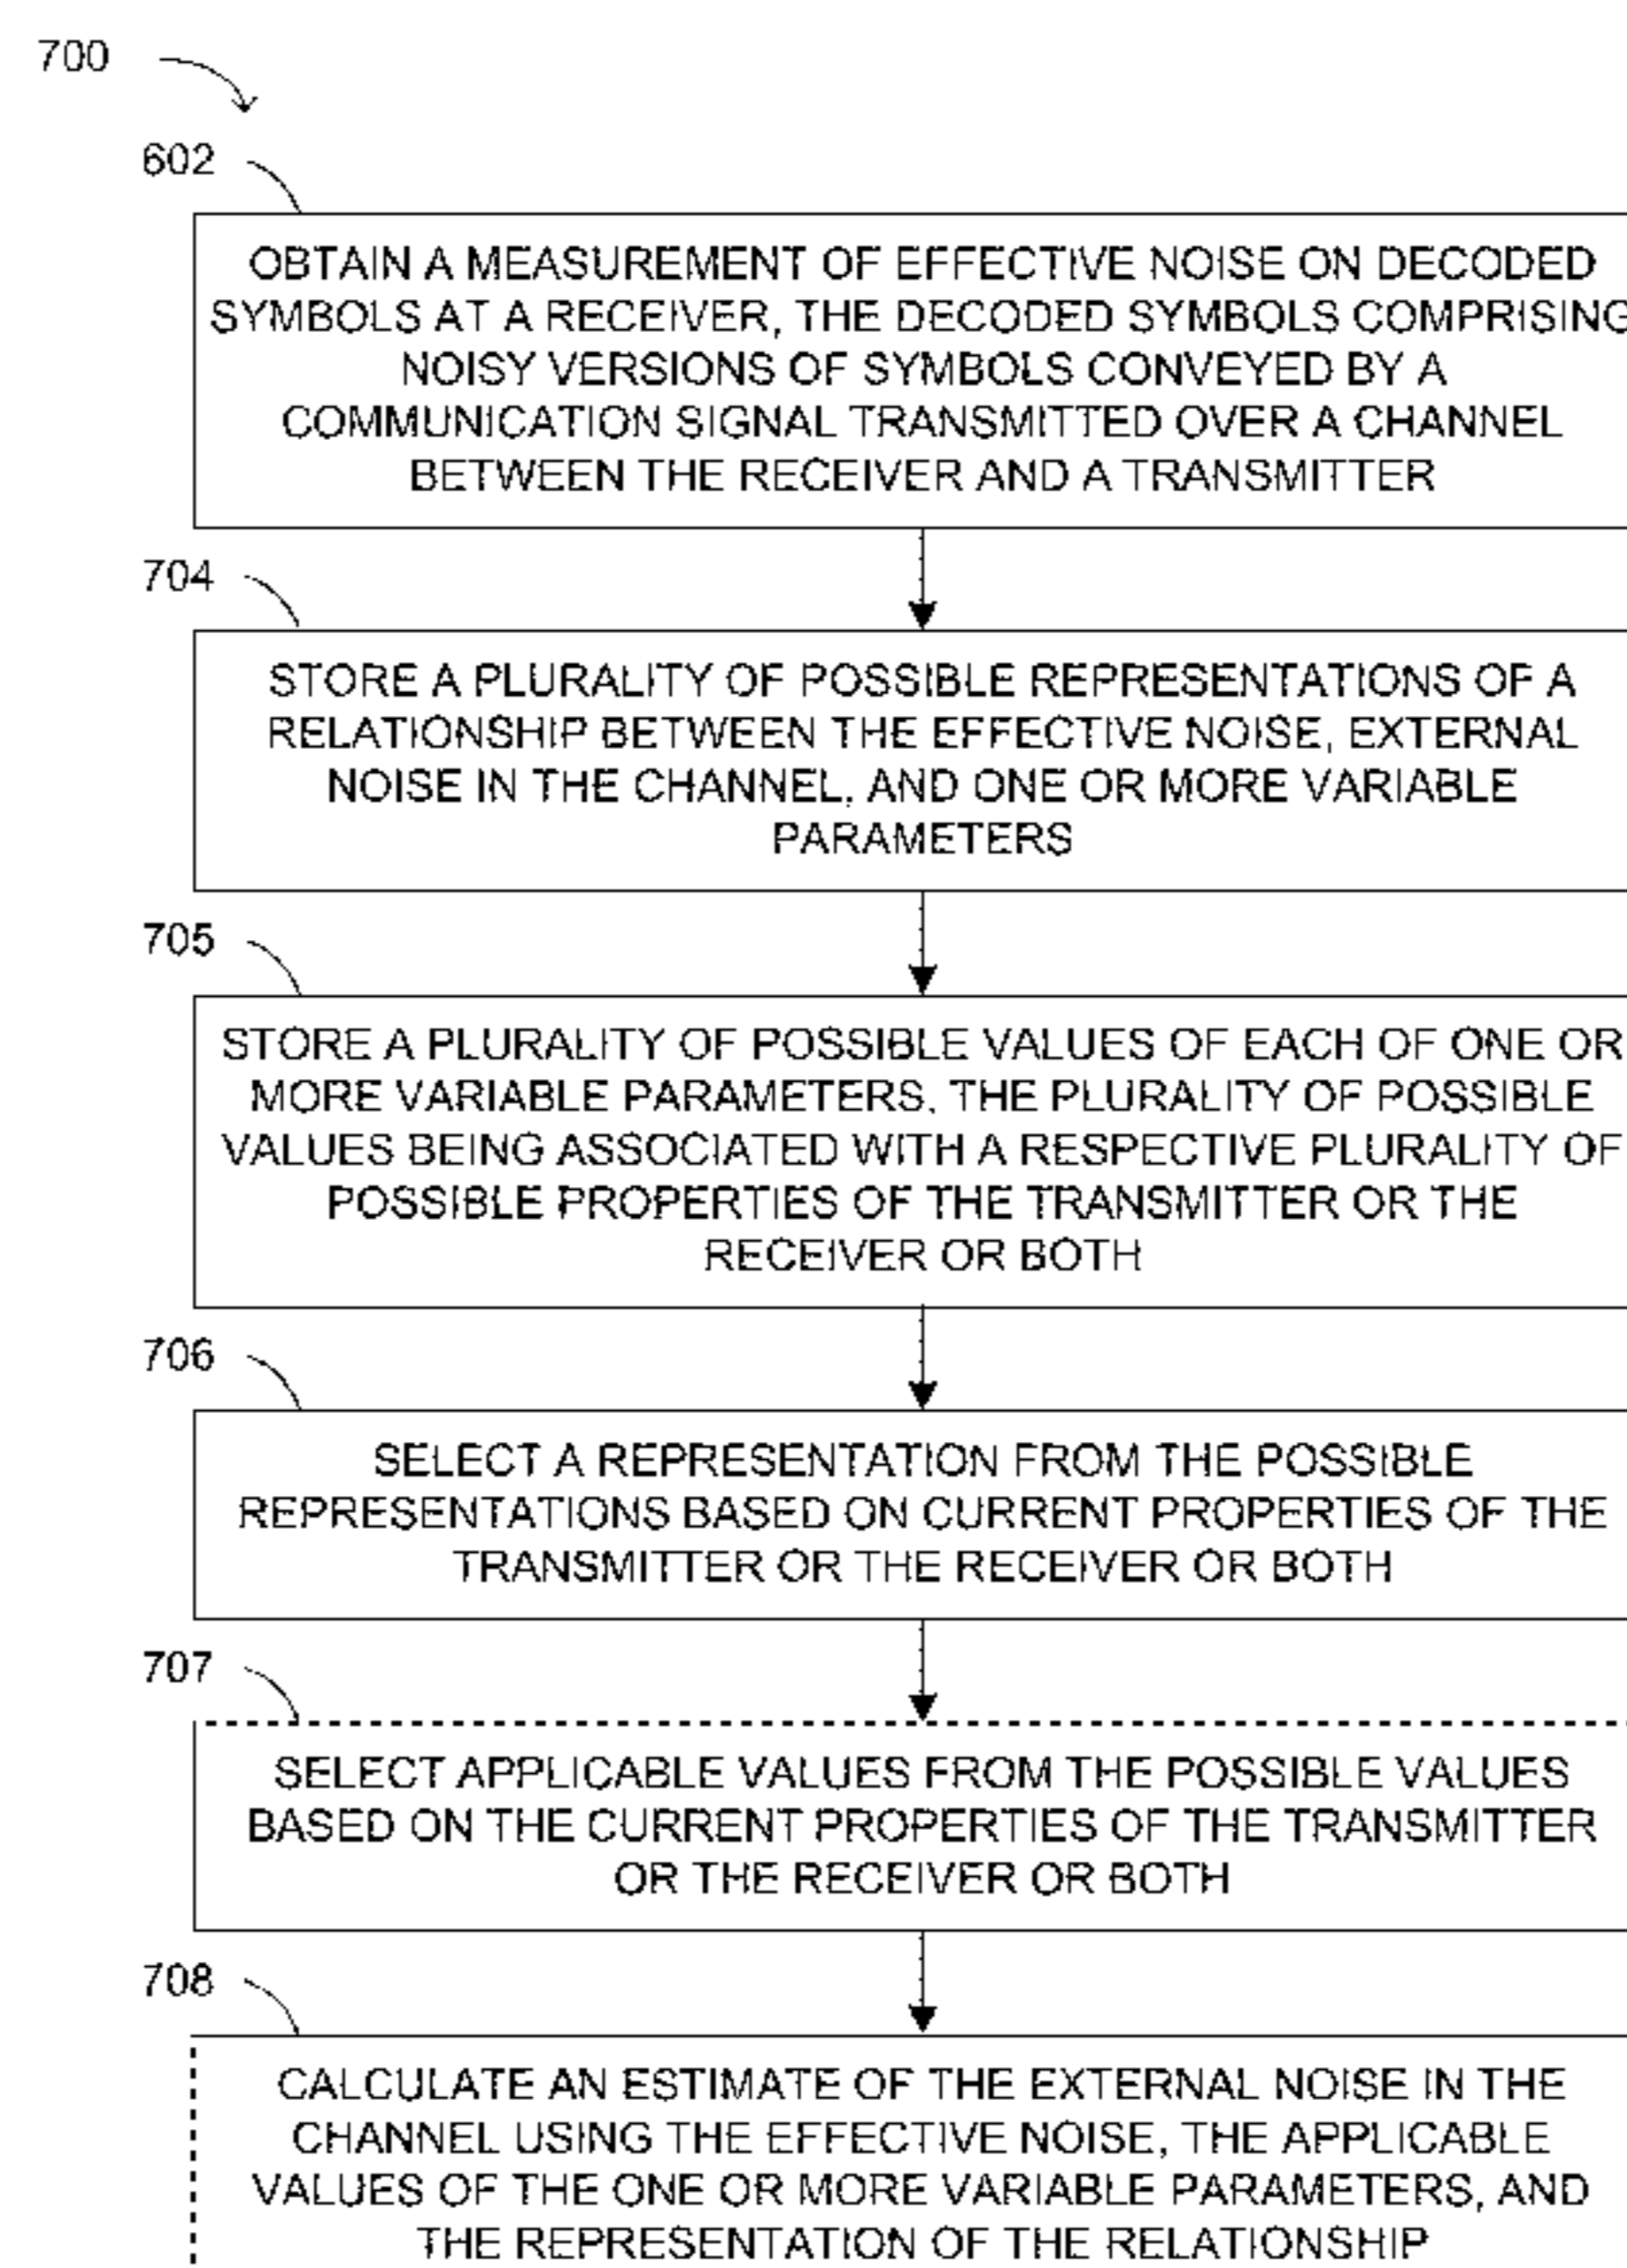 700
602
OBTAIN A MEASUREMENT OF EFFECTIVE NOISE ON DECODED
SYMBOLS AT A RECEIVER, THE DECODED SYMBOLS COMPRISING
NOISY VERSIONS OF SYMBOLS CONVEYED BY A
COMMUNICATION SIGNAL TRANSMITTED OVER A CHANNEL
BETWEEN THE RECEIVER AND A TRANSMITTER
704
STORE A PLURALITY OF POSSIBLE REPRESENTATIONS OF A
RELATIONSHIP BETWEEN THE EFFECTIVE NOISE, EXTERNAL
NOISE IN THE CHANNEL, AND ONE OR MORE VARIABLE
PARAMETERS
705
STORE A PLURALITY OF POSSIBLE VALUES OF EACH OF ONE OR
MORE VARIABLE PARAMETERS, THE PLURALITY OF POSSIBLE
VALUES BEING ASSOCIATED WITH A RESPECTIVE PLURALITY OF
POSSIBLE PROPERTIES OF THE TRANSMITTER OR THE
RECEIVER OR BOTH
706
SELECT A REPRESENTATION FROM THE POSSIBLE
REPRESENTATIONS BASED ON CURRENT PROPERTIES OF THE
TRANSMITTER OR THE RECEIVER OR BOTH
707
SELECT APPLICABLE VALUES FROM THE POSSIBLE VALUES
BASED ON THE CURRENT PROPERTIES OF THE TRANSMITTER
OR THE RECEIVER OR BOTH
708
CALCULATE AN ESTIMATE OF THE EXTERNAL NOISE IN THE
CHANNEL USING THE EFFECTIVE NOISE, THE APPLICABLE
VALUES OF THE ONE OR MORE VARIABLE PARAMETERS, AND
THE REPRESENTATION OF THE RELATIONSHIP